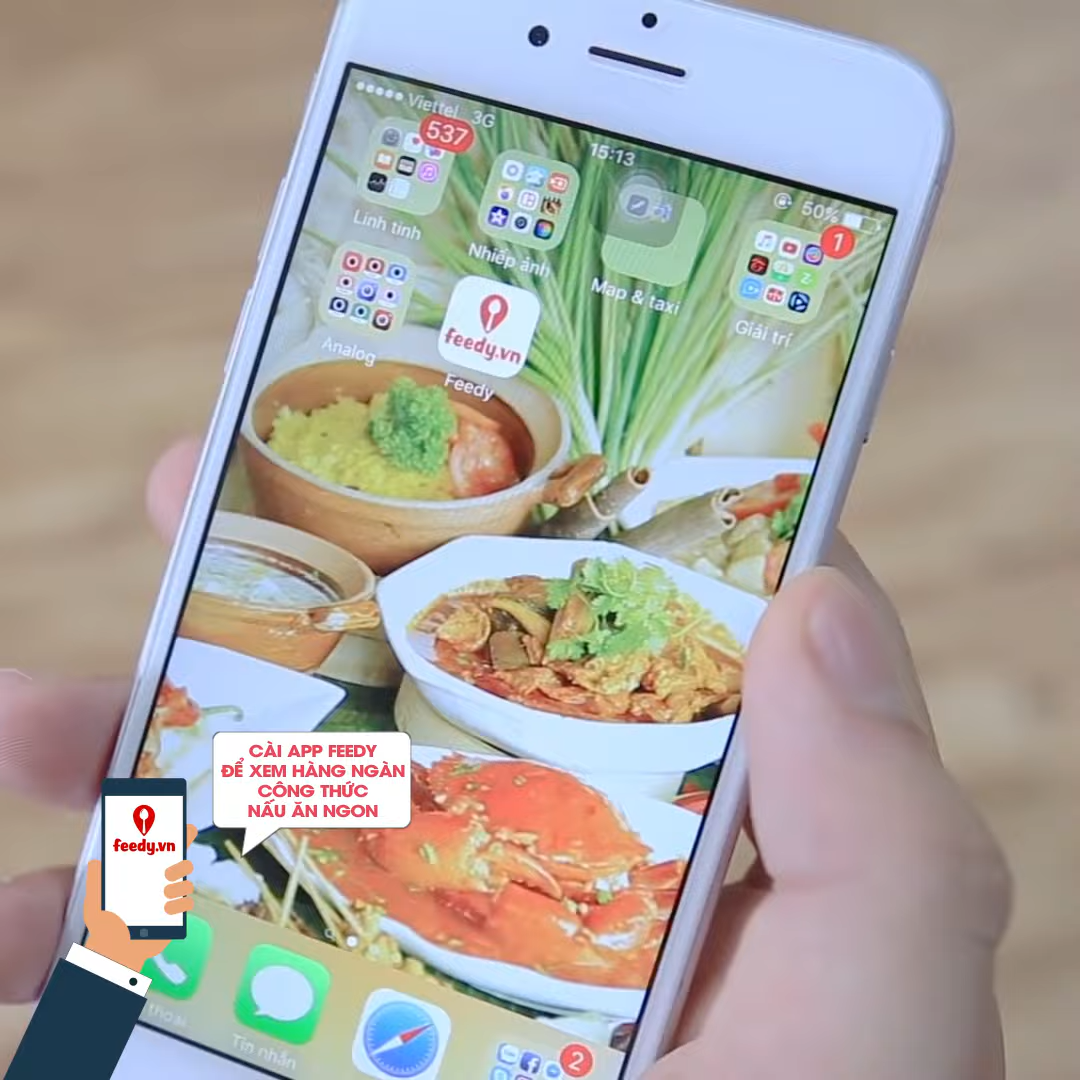 Viettel 3G
15:13
50%
537
1
Linh tinh
Nhiếp ảnh
Map & taxi
Giải trí
feedy.vn
Analog
Feedy
CÀI APP FEEDY
ĐỂ XEM HÀNG NGÀN
CÔNG THỨC
NẤU ĂN NGON
feedy.vn
thoại
Tin nhắn
2